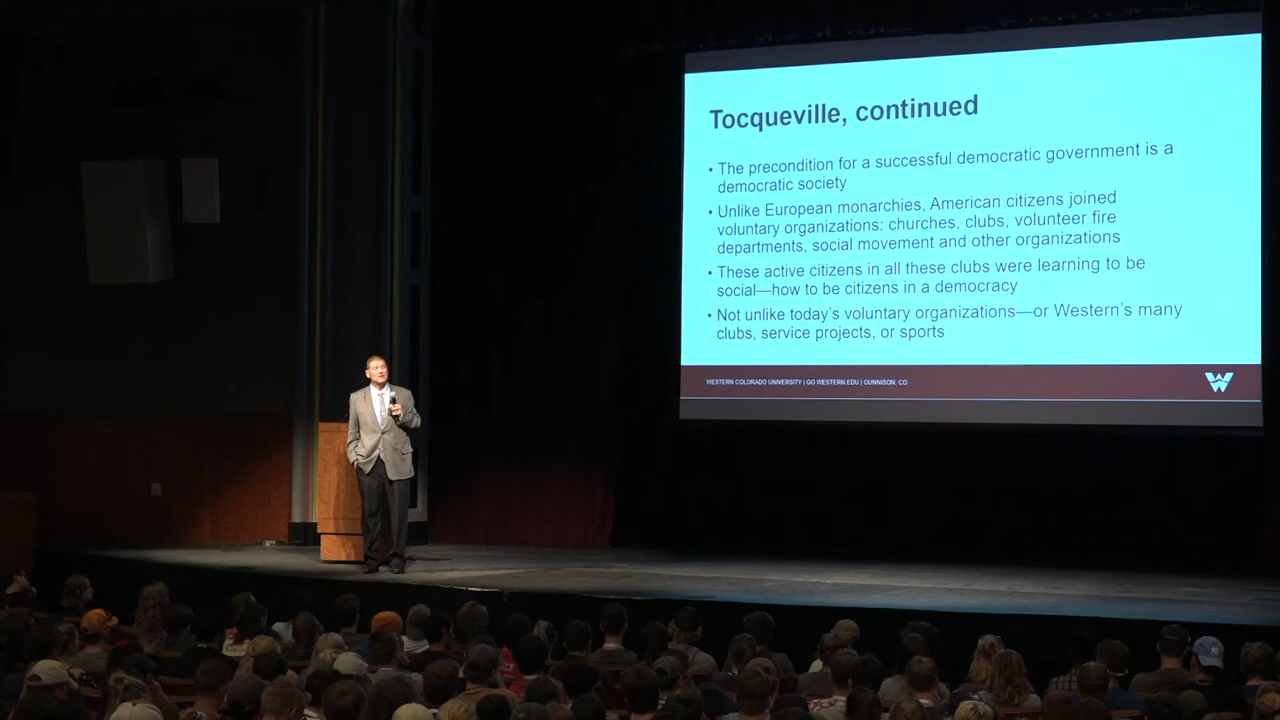 Tocqueville, continued
• The precondition for a successful democratic government is a
democratic society
• Unlike European monarchies, American citizens joined
voluntary organizations: churches, clubs, volunteer fire
departments, social movement and other organizations
• These active citizens in all these clubs were learning to be
social—how to be citizens in a democracy
• Not unlike today's voluntary organizations—or Western's many
clubs, service projects, or sports
WESTERN COLORADO UNIVERSITY | GO.WESTERN.EDU | GUNNISON, CO
W